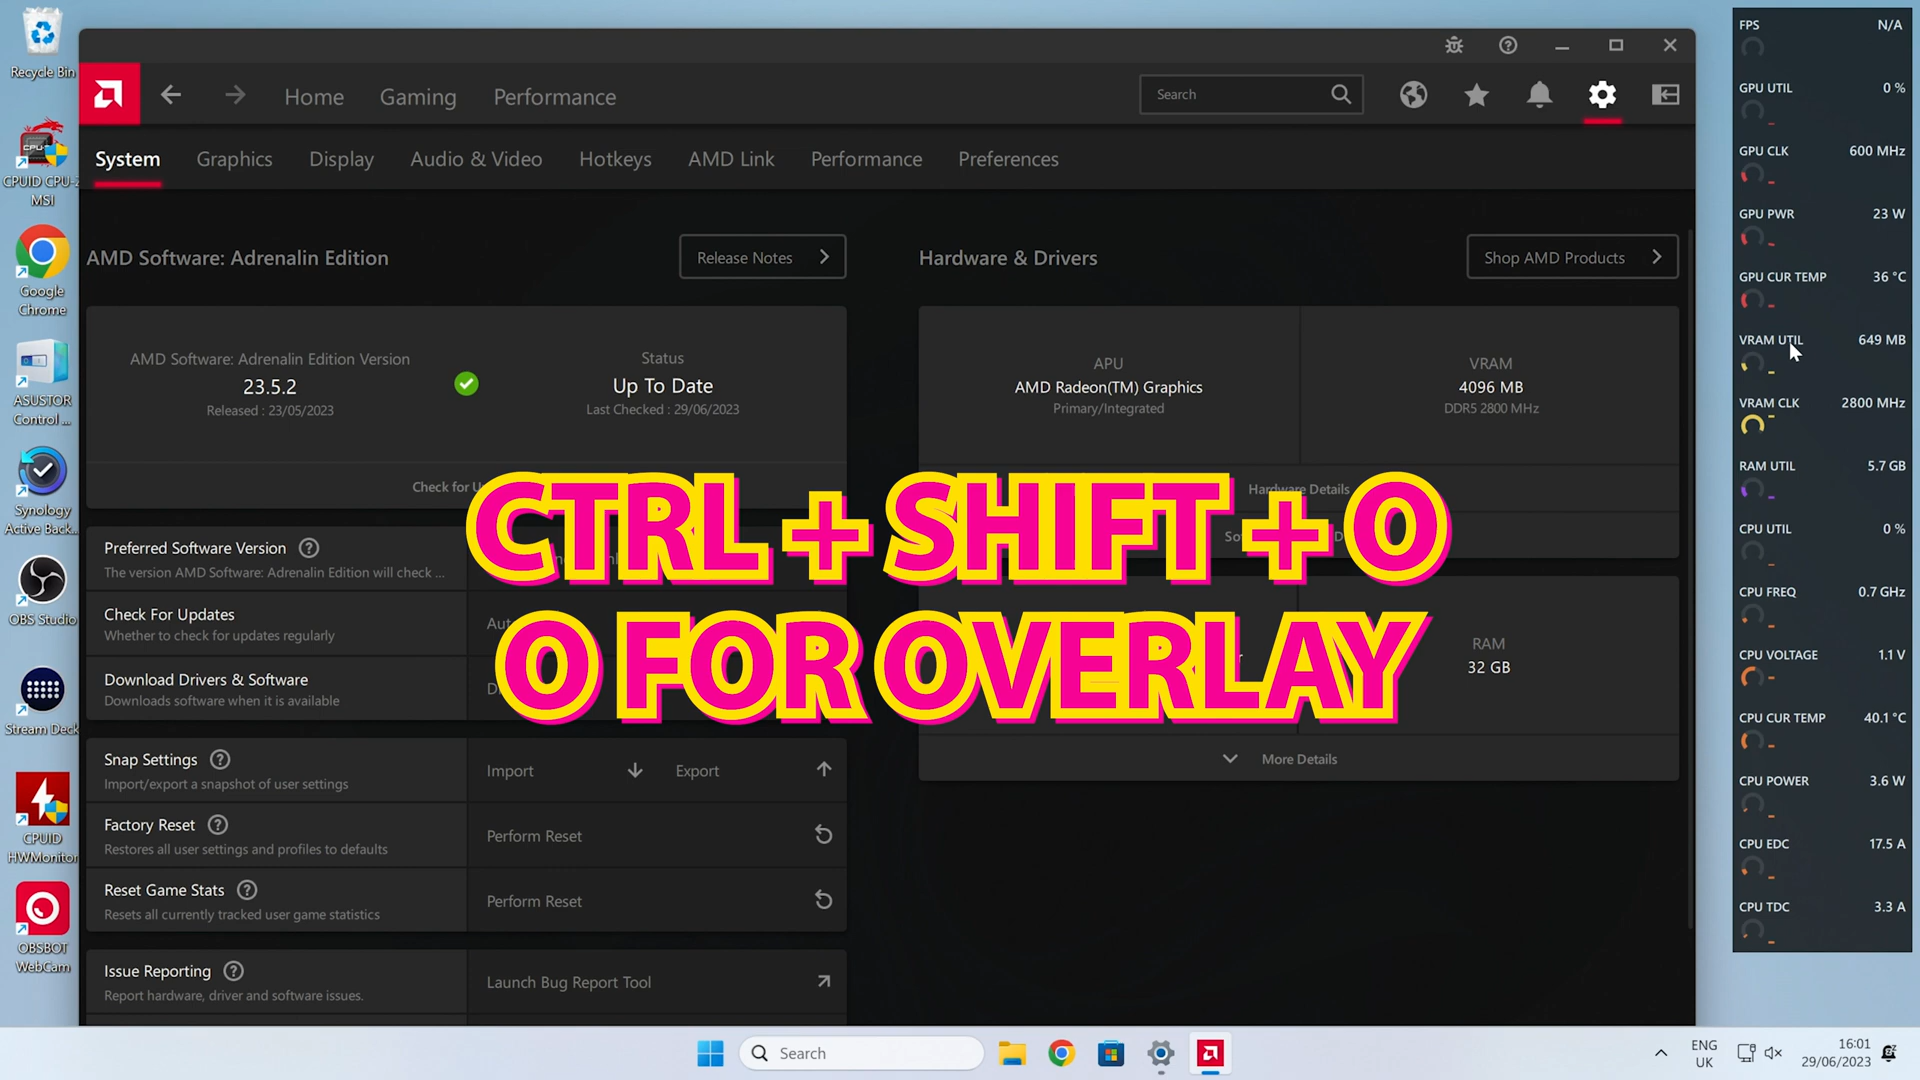 Recycle Bin
CPUID CPU-Z
MSI
Google
Chrome
ASUSTOR
Control ...
Synology
Active Back...
OBS Studio
Stream Deck
CPUID
HWMonitor
OBSBOT
WebCam
Home
Gaming
Performance
Search
System
Graphics
Display
Audio & Video
Hotkeys
AMD Link
Performance
Preferences
AMD Software: Adrenalin Edition
Release Notes
AMD Software: Adrenalin Edition Version
23.5.2
Released : 23/05/2023
Status
Up To Date
Last Checked : 29/06/2023
Check for
Preferred Software Version
The version AMD Software: Adrenalin Edition will check ...
Check For Updates
Whether to check for updates regularly
Download Drivers & Software
Downloads software when it is available
Snap Settings
Import/export a snapshot of user settings
Import
Export
Factory Reset
Restores all user settings and profiles to defaults
Perform Reset
Reset Game Stats
Resets all currently tracked user game statistics
Perform Reset
Issue Reporting
Report hardware, driver and software issues.
Launch Bug Report Tool
Hardware & Drivers
Shop AMD Products
APU
AMD Radeon(TM) Graphics
Primary/Integrated
VRAM
4096 MB
DDR5 2800 MHz
Hardware Details
RAM
32 GB
More Details
CTRL + SHIFT + O
O FOR OVERLAY
FPS N/A
GPU UTIL 0 %
GPU CLK 600 MHz
GPU PWR 23 W
GPU CUR TEMP 36 °C
VRAM UTIL 649 MB
VRAM CLK 2800 MHz
RAM UTIL 5.7 GB
CPU UTIL 0 %
CPU FREQ 0.7 GHz
CPU VOLTAGE 1.1 V
CPU CUR TEMP 40.1 °C
CPU POWER 3.6 W
CPU EDC 17.5 A
CPU TDC 3.3 A
Search
ENG
UK
16:01
29/06/2023